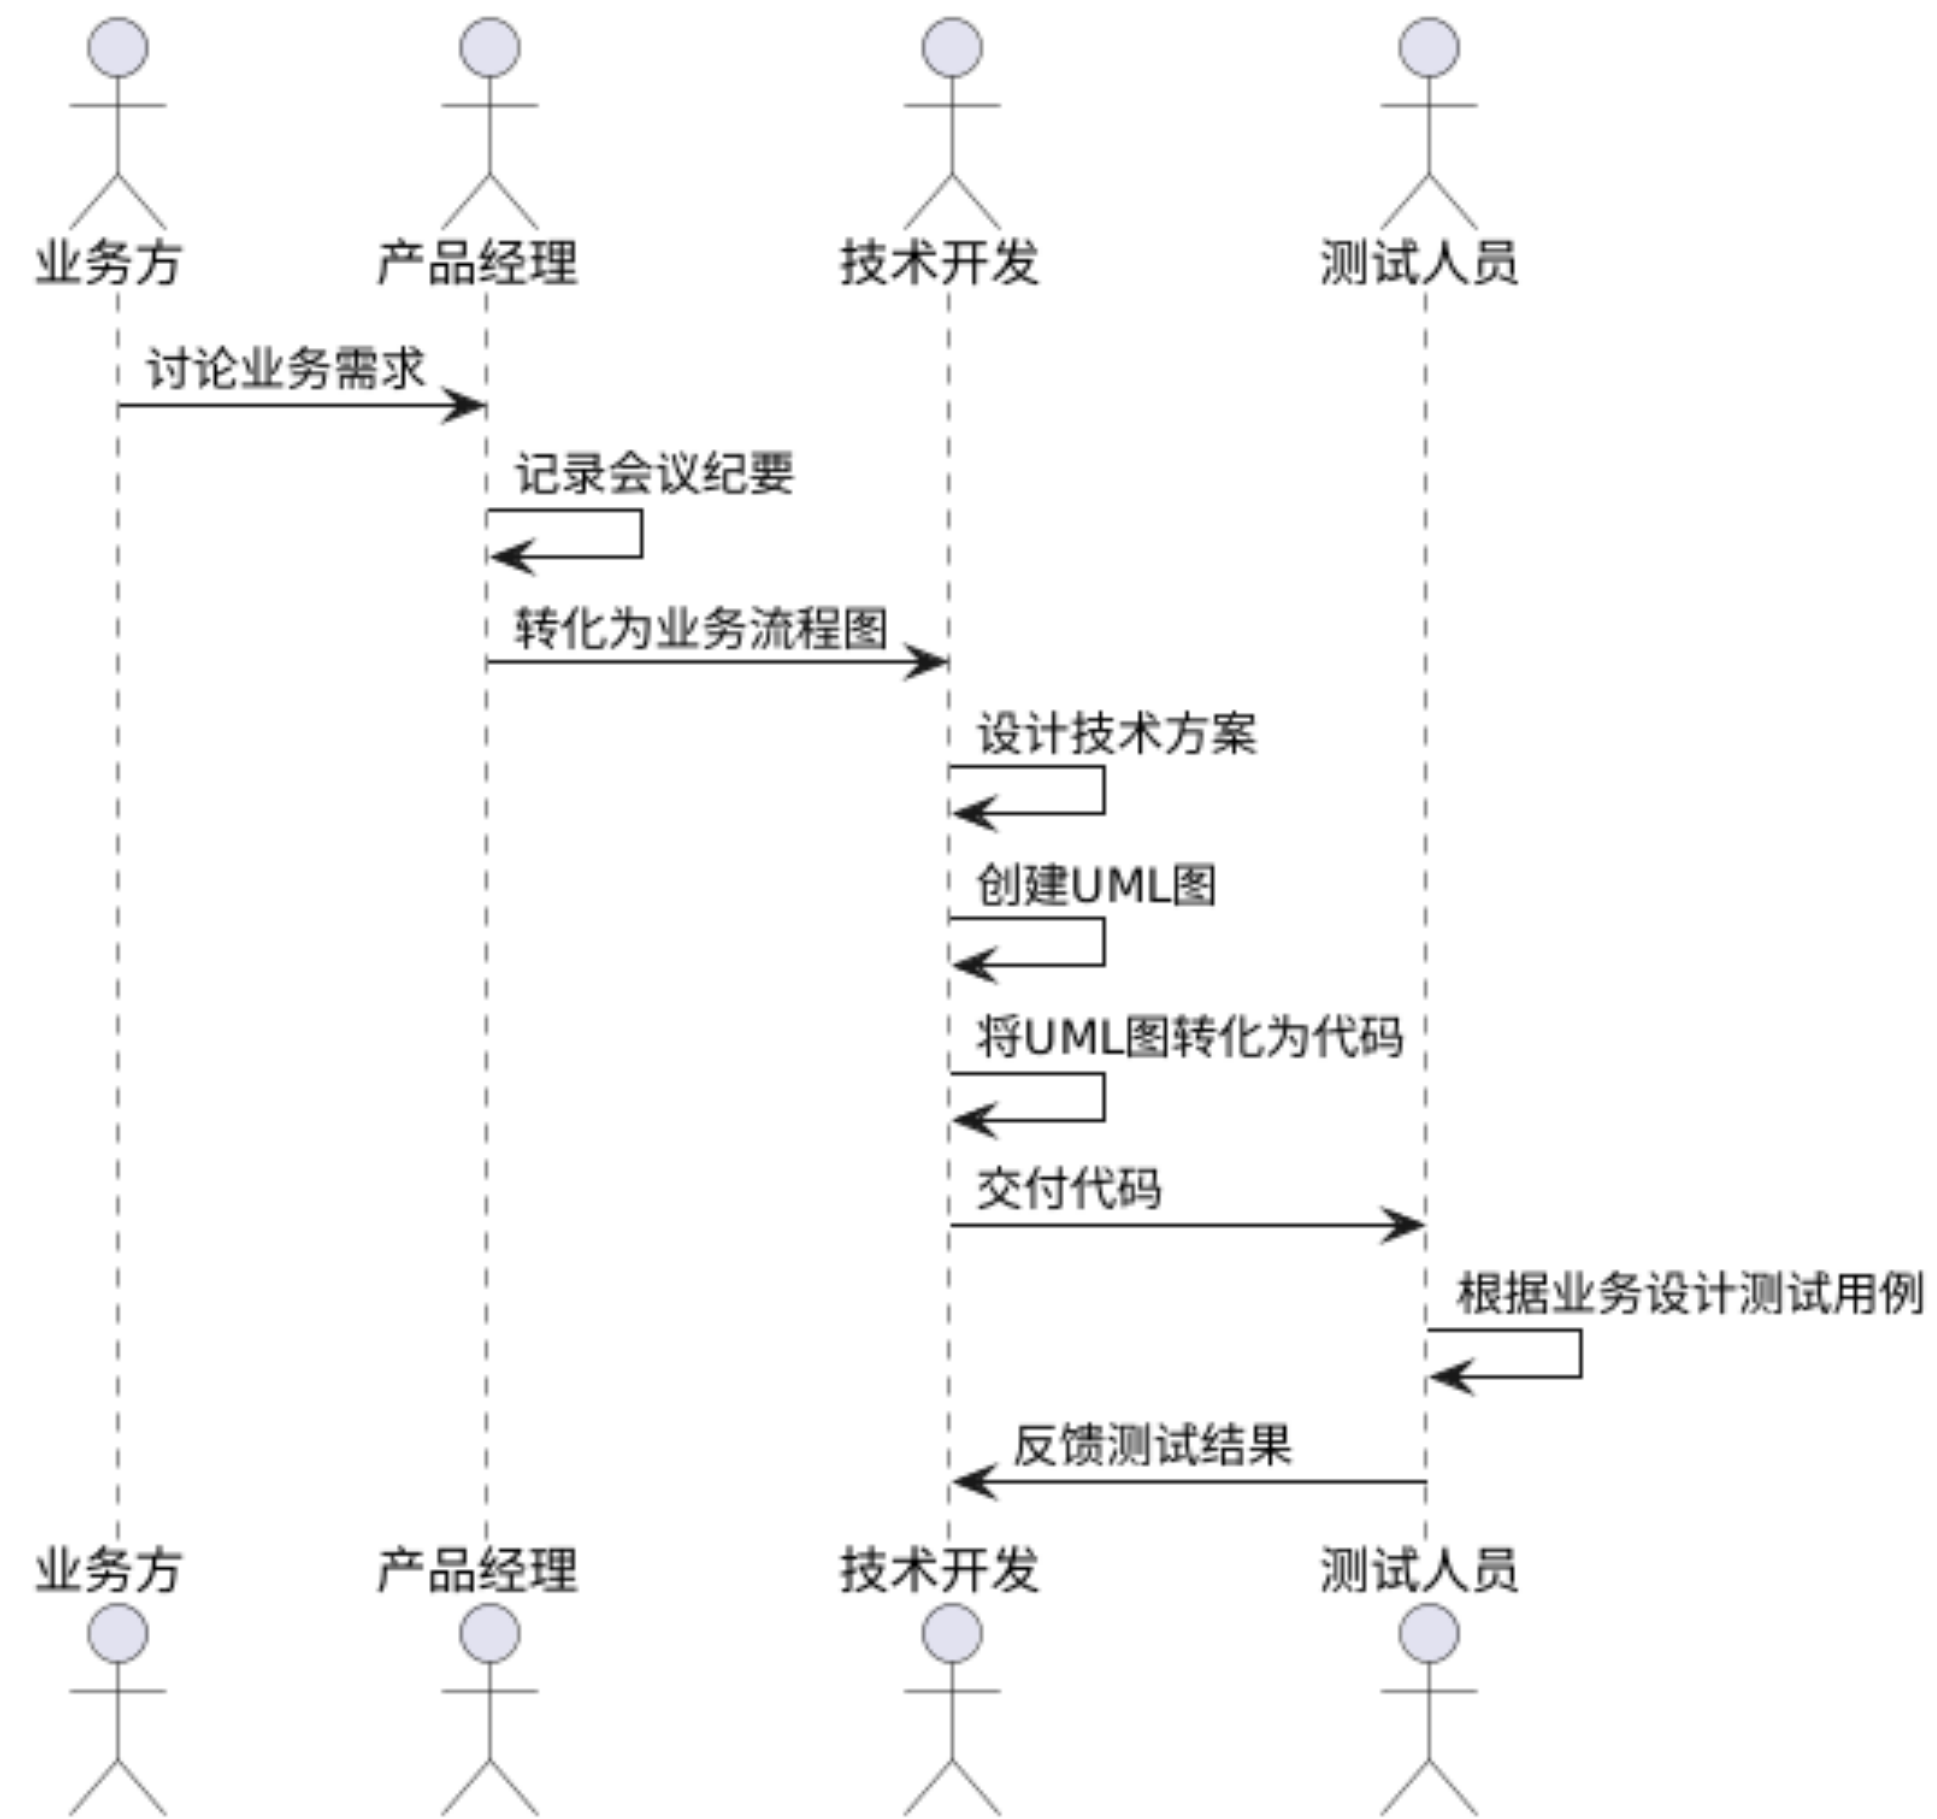 业务方 产品经理 技术开发 测试人员
讨论业务需求
记录会议纪要
转化为业务流程图
设计技术方案
创建UML图
将UML图转化为代码
交付代码
根据业务设计测试用例
反馈测试结果
业务方 产品经理 技术开发 测试人员